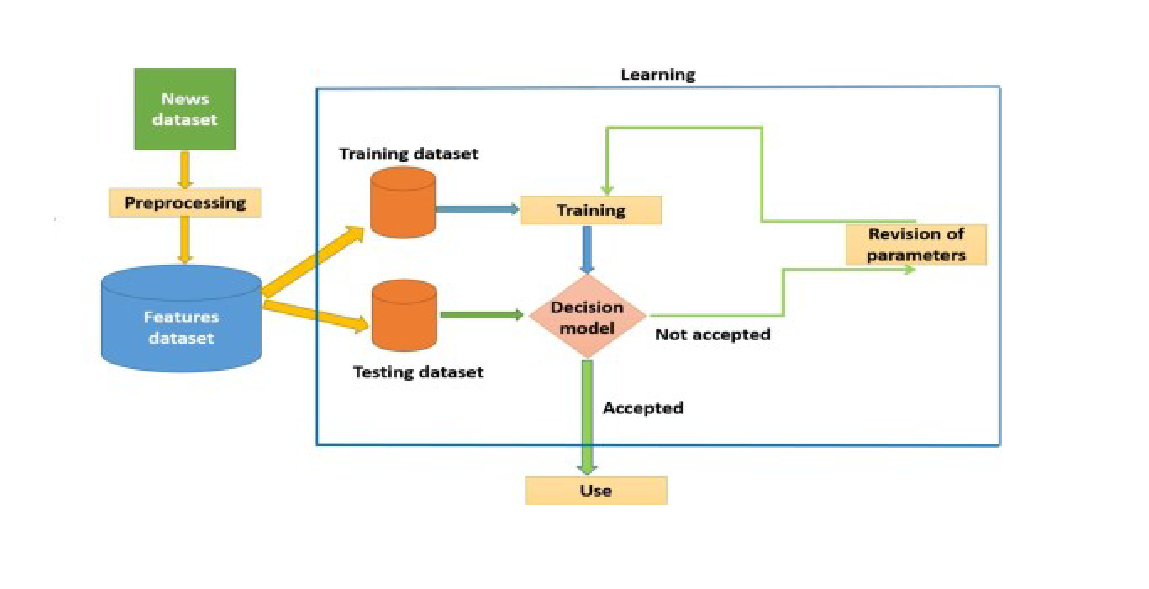 Learning
News
dataset
Training dataset
Preprocessing
Training
Revision of
parameters
Features
dataset
Decision
model
Not accepted
Testing dataset
Accepted
Use